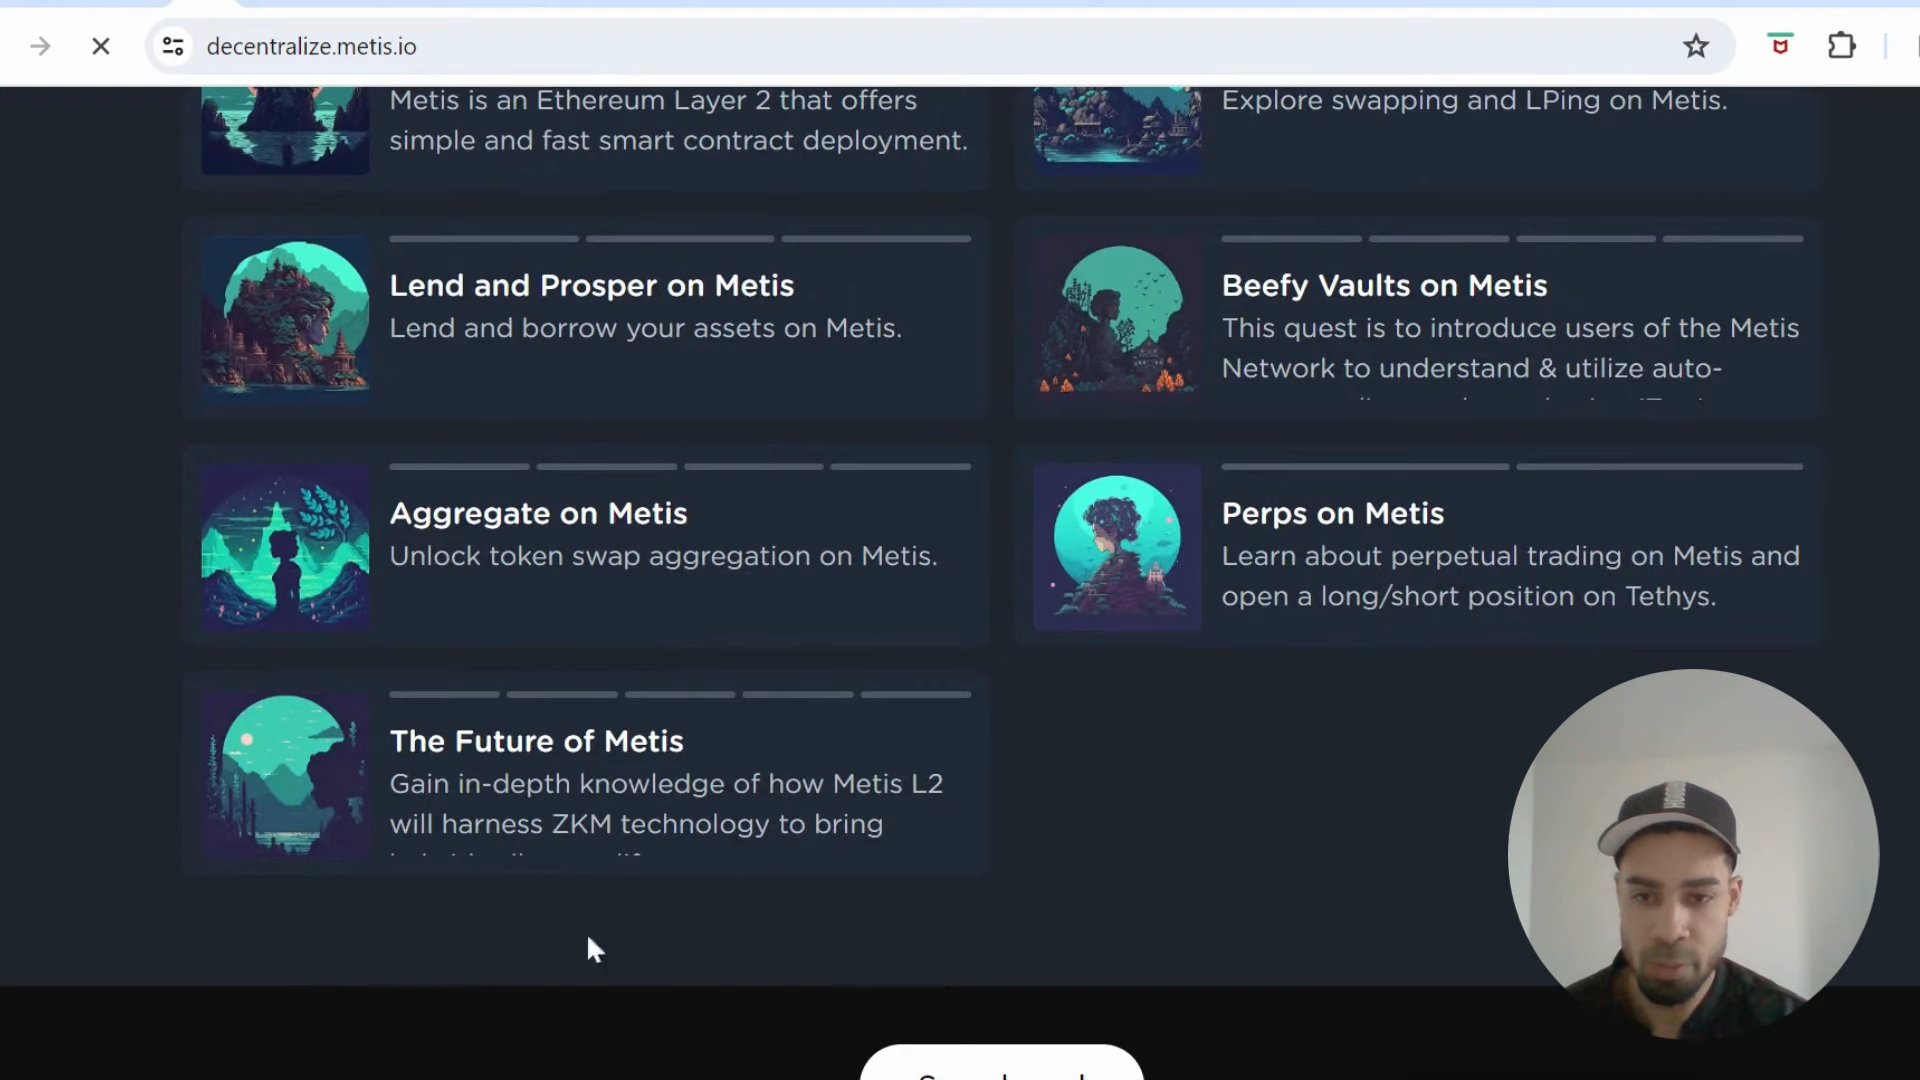 decentralize.metis.io
Metis is an Ethereum Layer 2 that offers
simple and fast smart contract deployment.
Explore swapping and LPing on Metis.
Lend and Prosper on Metis
Lend and borrow your assets on Metis.
Beefy Vaults on Metis
This quest is to introduce users of the Metis
Network to understand & utilize auto-
Aggregate on Metis
Unlock token swap aggregation on Metis.
Perps on Metis
Learn about perpetual trading on Metis and
open a long/short position on Tethys.
The Future of Metis
Gain in-depth knowledge of how Metis L2
will harness ZKM technology to bring